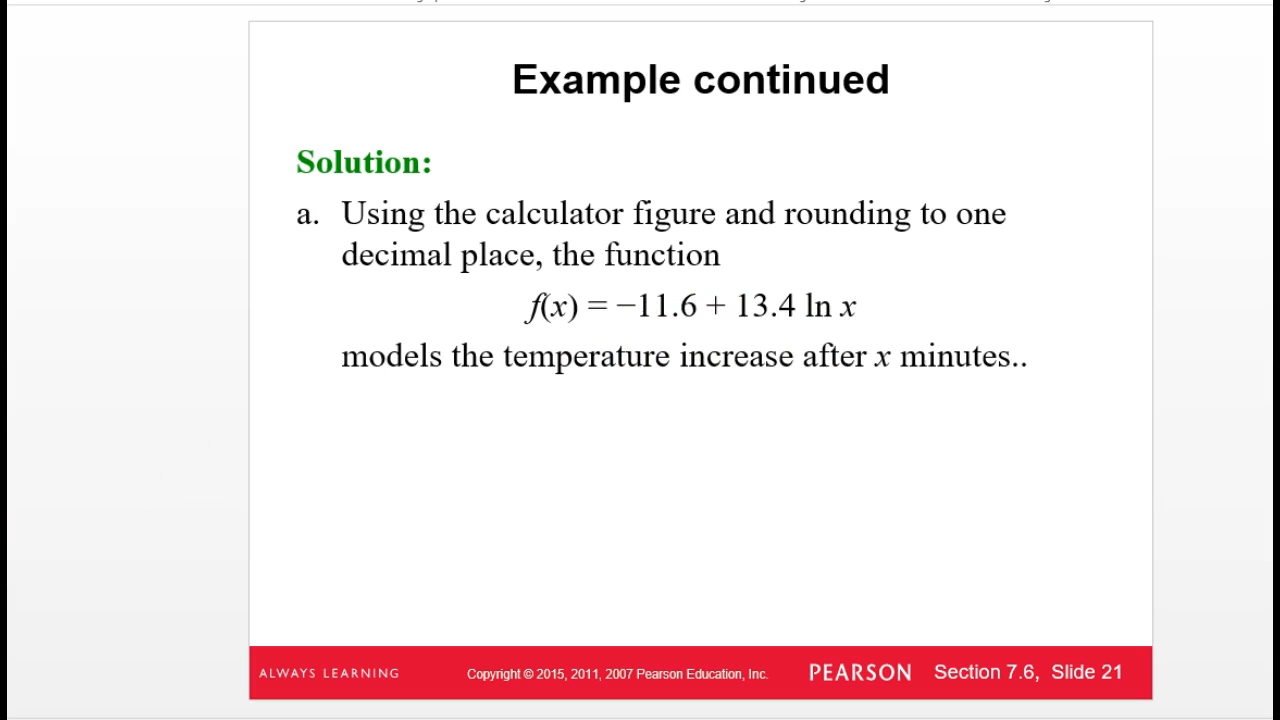 Example continued
Solution:
a. Using the calculator figure and rounding to one
decimal place, the function
f(x) = −11.6 + 13.4 ln x
models the temperature increase after x minutes..
ALWAYS LEARNING Copyright © 2015, 2011, 2007 Pearson Education, Inc. PEARSON Section 7.6, Slide 21